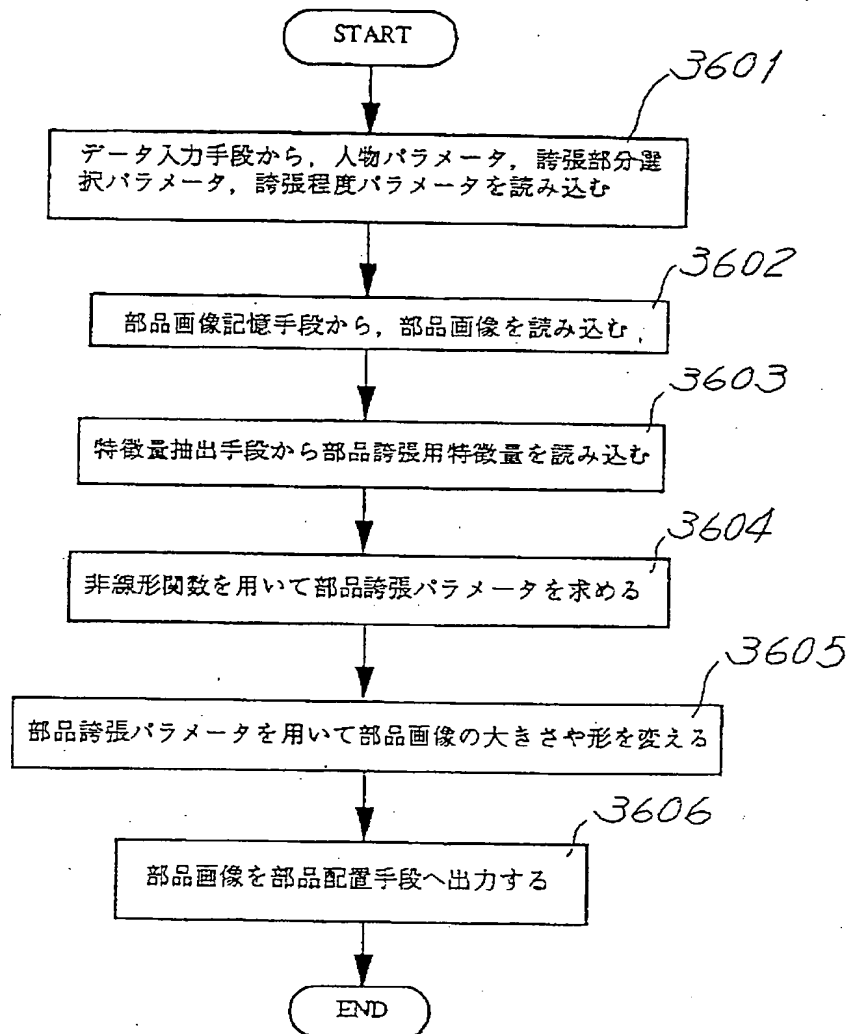 START
3601
データ入力手段から，人物パラメータ，誇張部分選
択パラメータ，誇張程度パラメータを読み込む
3602
部品画像記憶手段から，部品画像を読み込む
3603
特徴量抽出手段から部品誇張用特徴量を読み込む
3604
非線形関数を用いて部品誇張パラメータを求める
3605
部品誇張パラメータを用いて部品画像の大きさや形を変える
3606
部品画像を部品配置手段へ出力する
END